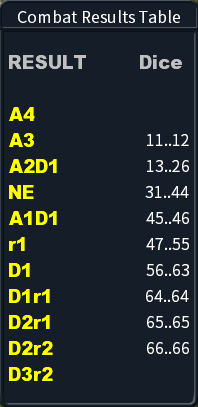 Combat Results Table
RESULT Dice
A4
A3 11..12
A2D1 13..26
NE 31..44
A1D1 45..46
r1 47..55
D1 56..63
D1r1 64..64
D2r1 65..65
D2r2 66..66
D3r2